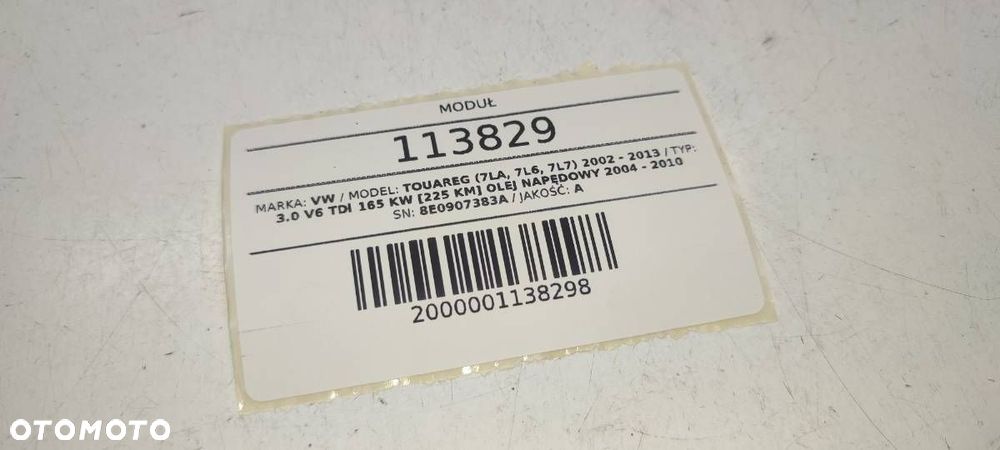 MODUŁ
113829
MARKA: VW / MODEL: TOUAREG (7LA, 7L6, 7L7) 2002 - 2013 / TYP:
3.0 V6 TDI 165 KW [225 KM] OLEJ NAPĘDOWY 2004 - 2010
SN: 8E0907383A / JAKOŚĆ: A
2000001138298
OTOMOTO